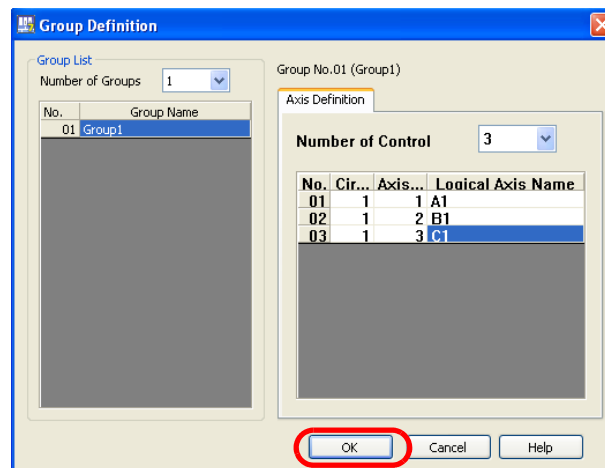 Group Definition
Group List
Number of Groups 1
No. Group Name
01 Group1
Group No.01 (Group1)
Axis Definition
Number of Control 3
No. Cir... Axis... Logical Axis Name
01 1 1 A1
02 1 2 B1
03 1 3 C1
OK Cancel Help